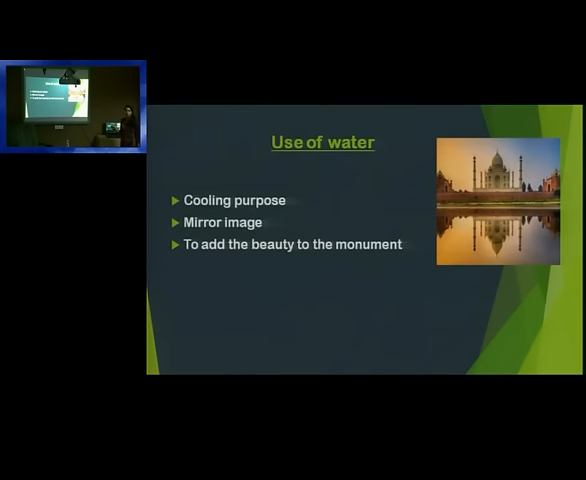 Use of water
Cooling purpose
Mirror image
To add the beauty to the monument